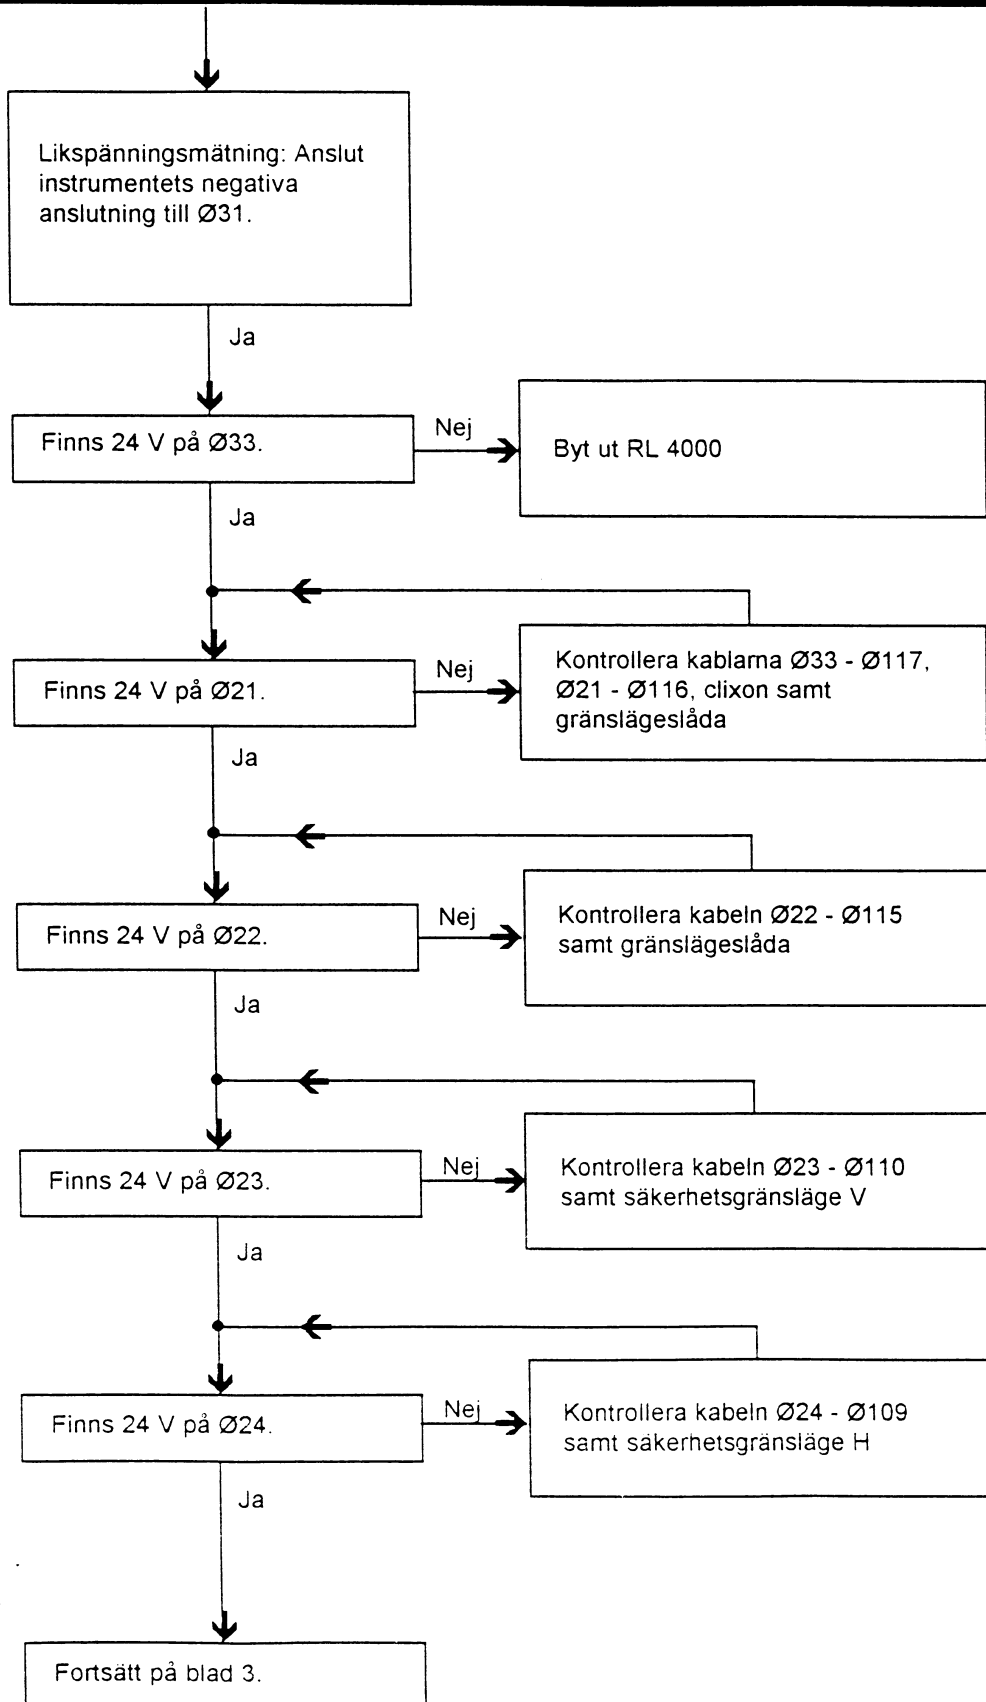 Likspänningsmätning: Anslut
instrumentets negativa
anslutning till Ø31.
Ja
Finns 24 V på Ø33.
Nej
Byt ut RL 4000
Ja
Finns 24 V på Ø21.
Nej
Kontrollera kablarna Ø33 - Ø117,
Ø21 - Ø116, clixon samt
gränslägeslåda
Ja
Finns 24 V på Ø22.
Nej
Kontrollera kabeln Ø22 - Ø115
samt gränslägeslåda
Ja
Finns 24 V på Ø23.
Nej
Kontrollera kabeln Ø23 - Ø110
samt säkerhetsgränsläge V
Ja
Finns 24 V på Ø24.
Nej
Kontrollera kabeln Ø24 - Ø109
samt säkerhetsgränsläge H
Ja
Fortsätt på blad 3.